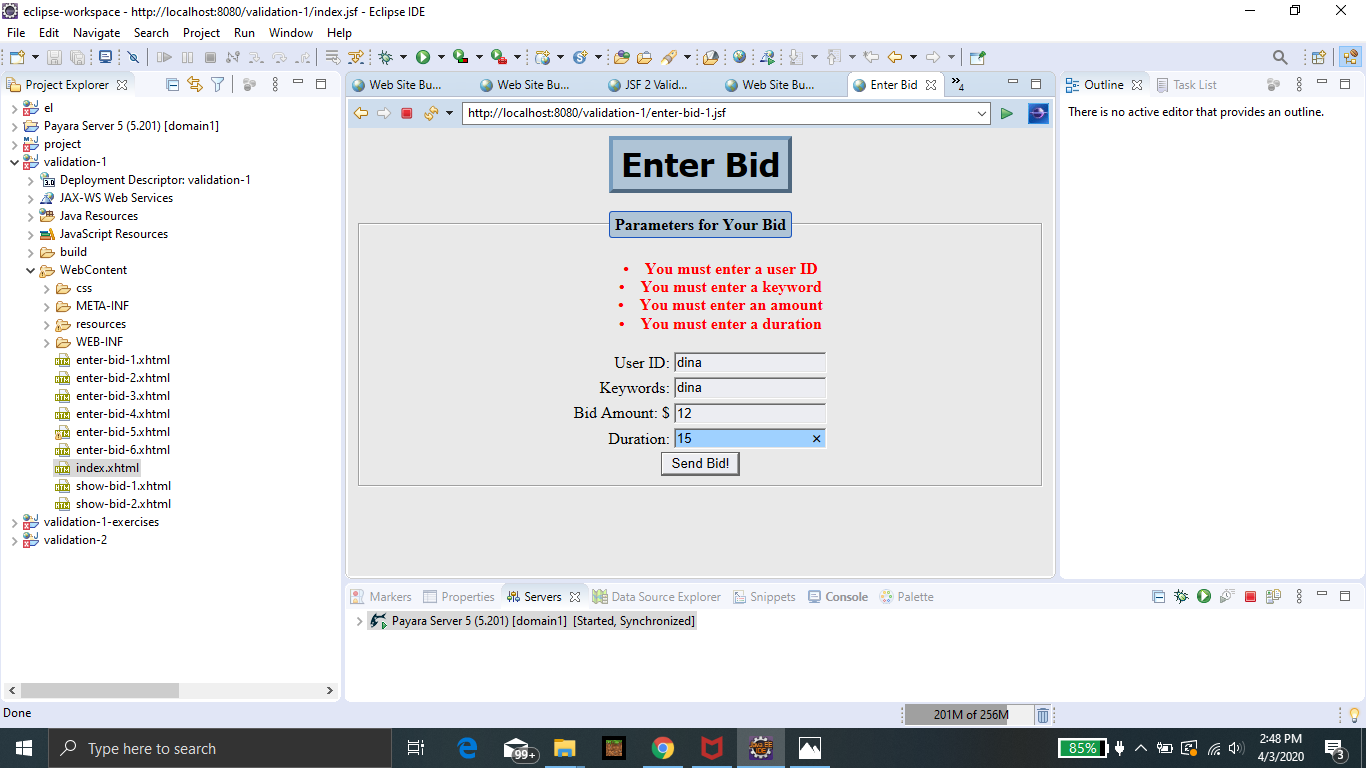 eclipse-workspace - http://localhost:8080/validation-1/index.jsf - Eclipse IDE
File Edit Navigate Search Project Run Window Help
Project Explorer
Web Site Bu...
Web Site Bu...
JSF 2 Valid...
Web Site Bu...
Enter Bid
»4
Outline
Task List
el
Payara Server 5 (5.201) [domain1]
project
validation-1
Deployment Descriptor: validation-1
JAX-WS Web Services
Java Resources
JavaScript Resources
build
WebContent
css
META-INF
resources
WEB-INF
enter-bid-1.xhtml
enter-bid-2.xhtml
enter-bid-3.xhtml
enter-bid-4.xhtml
enter-bid-5.xhtml
enter-bid-6.xhtml
index.xhtml
show-bid-1.xhtml
show-bid-2.xhtml
validation-1-exercises
validation-2
http://localhost:8080/validation-1/enter-bid-1.jsf
Enter Bid
Parameters for Your Bid
• You must enter a user ID
• You must enter a keyword
• You must enter an amount
• You must enter a duration
User ID: dina
Keywords: dina
Bid Amount: $ 12
Duration: 15
Send Bid!
There is no active editor that provides an outline.
Markers Properties Servers Data Source Explorer Snippets Console Palette
Payara Server 5 (5.201) [domain1] [Started, Synchronized]
Done
201M of 256M
Type here to search
99+
85%
2:48 PM
4/3/2020
3